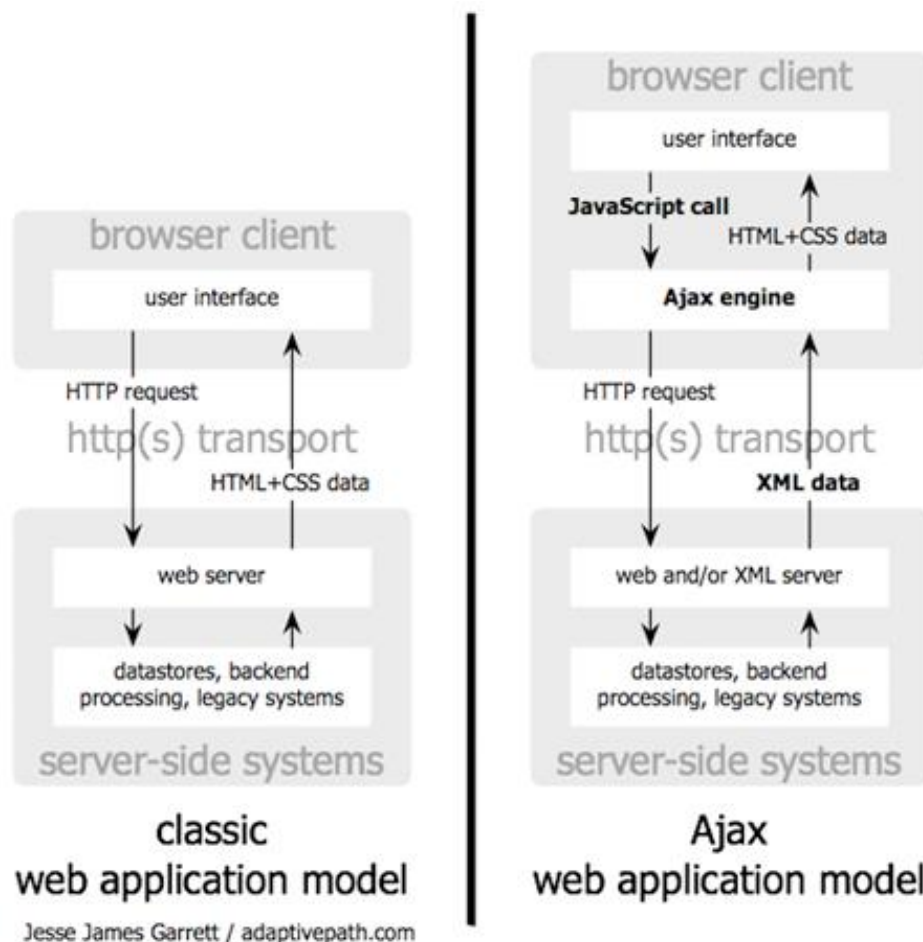 browser client
user interface
HTTP request
http(s) transport
HTML+CSS data
web server
datastores, backend
processing, legacy systems
server-side systems
classic
web application model
Jesse James Garrett / adaptivepath.com
browser client
user interface
JavaScript call
HTML+CSS data
Ajax engine
HTTP request
http(s) transport
XML data
web and/or XML server
datastores, backend
processing, legacy systems
server-side systems
Ajax
web application model